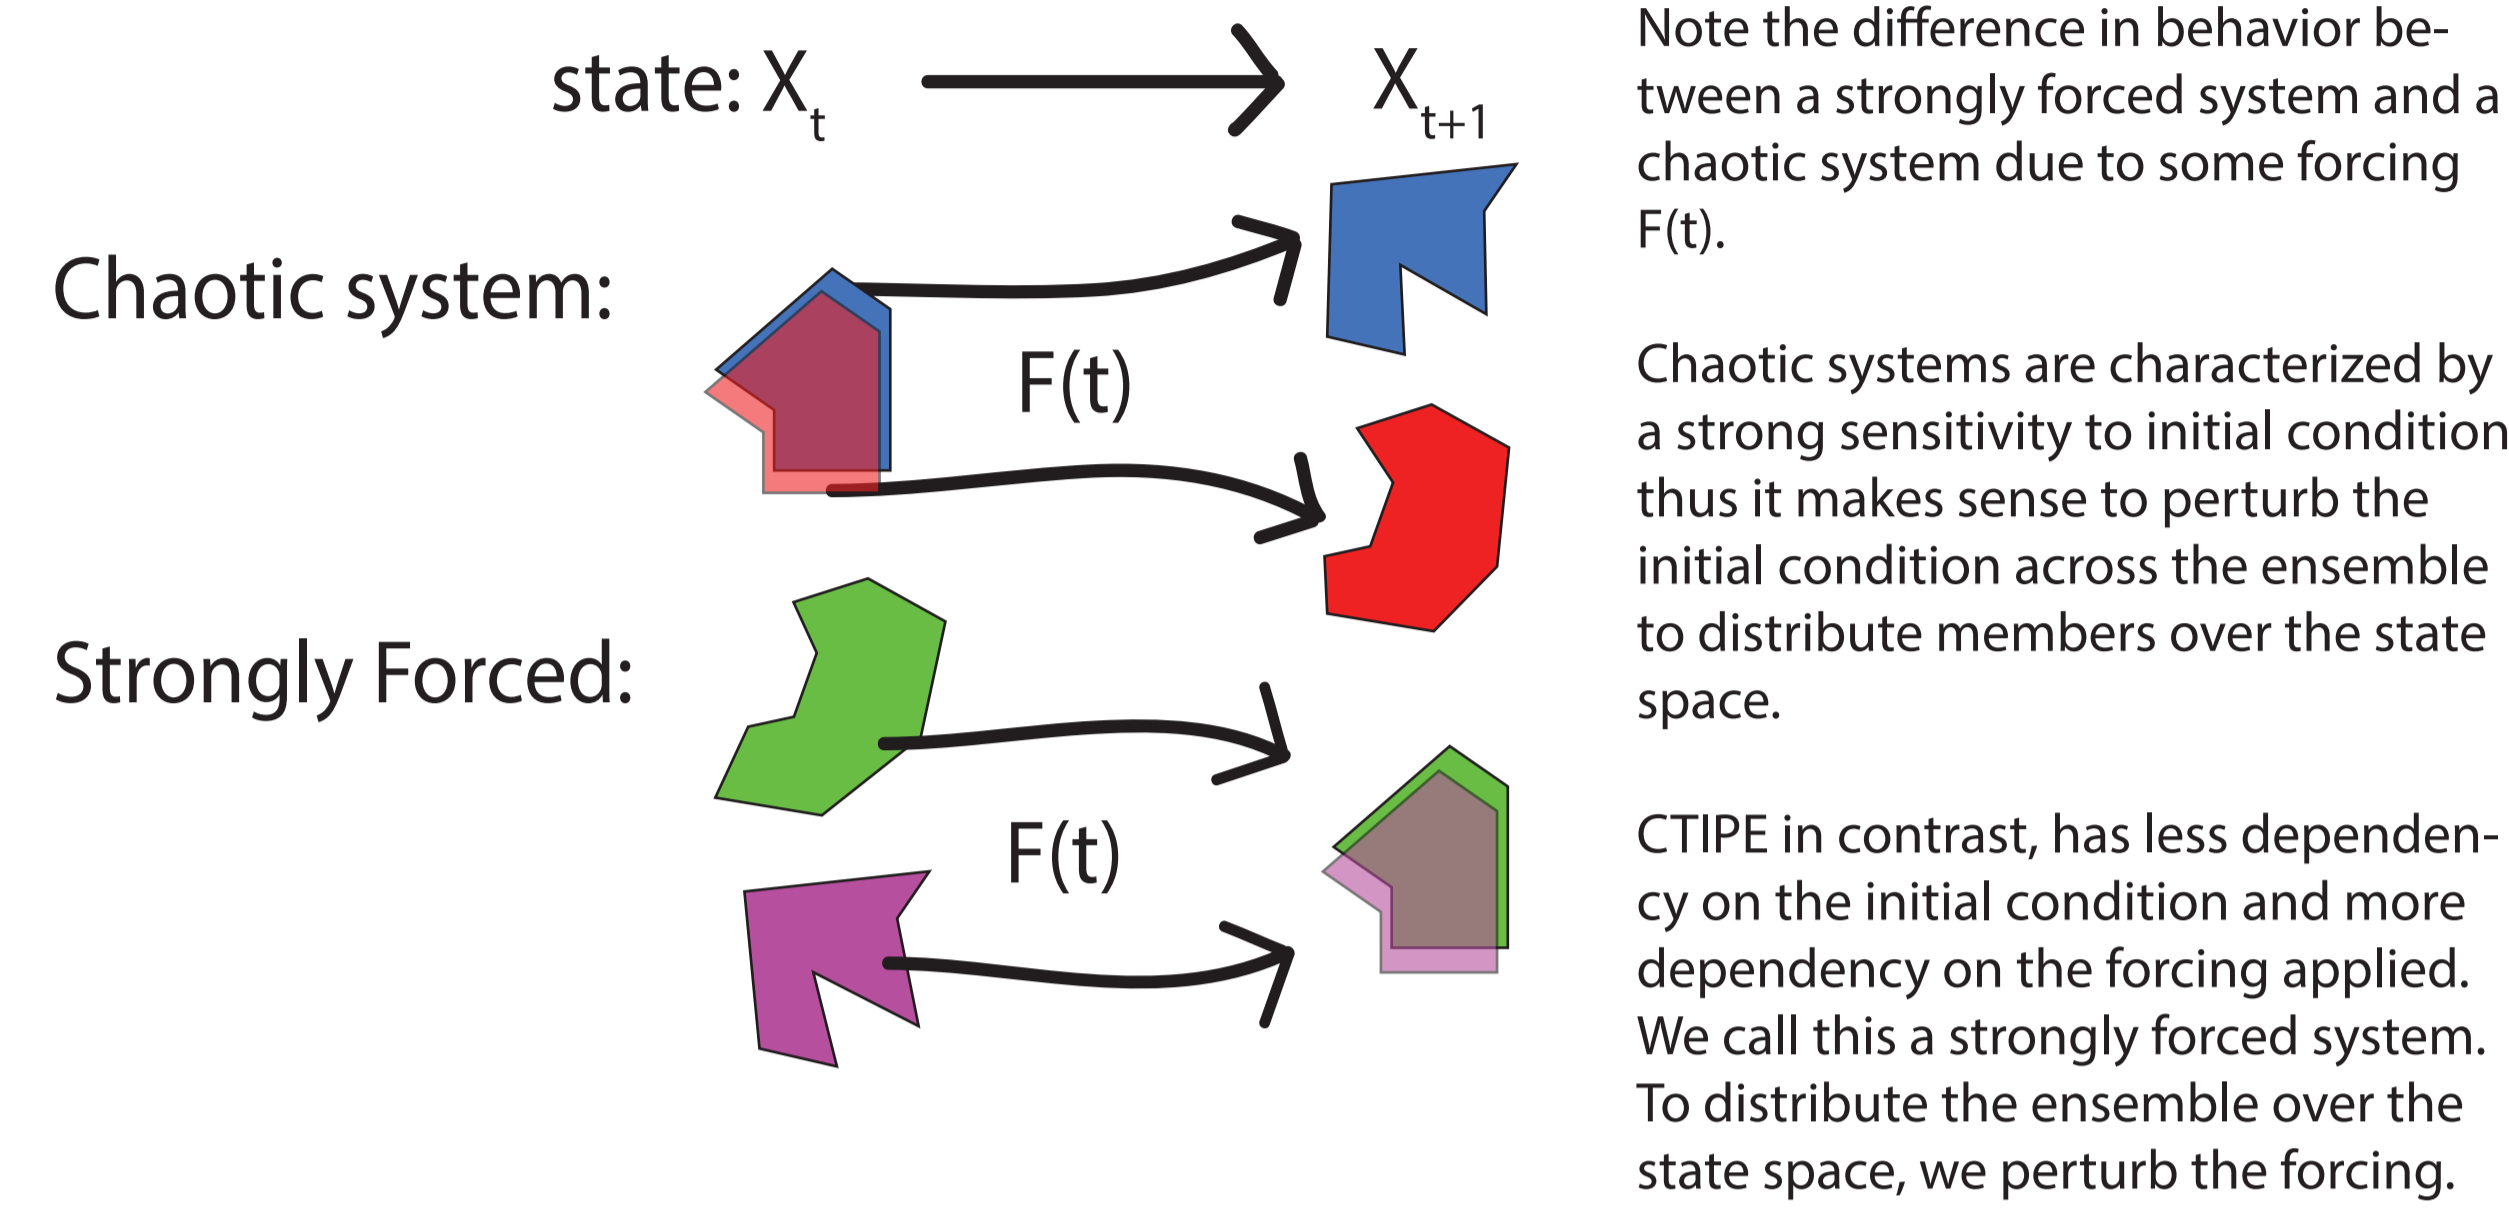 state: X_t
X_t+1
Chaotic system:
F(t)
Strongly Forced:
F(t)
Note the difference in behavior be-
tween a strongly forced system and a
chaotic system due to some forcing
F(t).
Chaotic systems are characterized by
a strong sensitivity to initial condition
thus it makes sense to perturb the
initial condition across the ensemble
to distribute members over the state
space.
CTIPE in contrast, has less dependen-
cy on the initial condition and more
dependency on the forcing applied.
We call this a strongly forced system.
To distribute the ensemble over the
state space, we perturb the forcing.